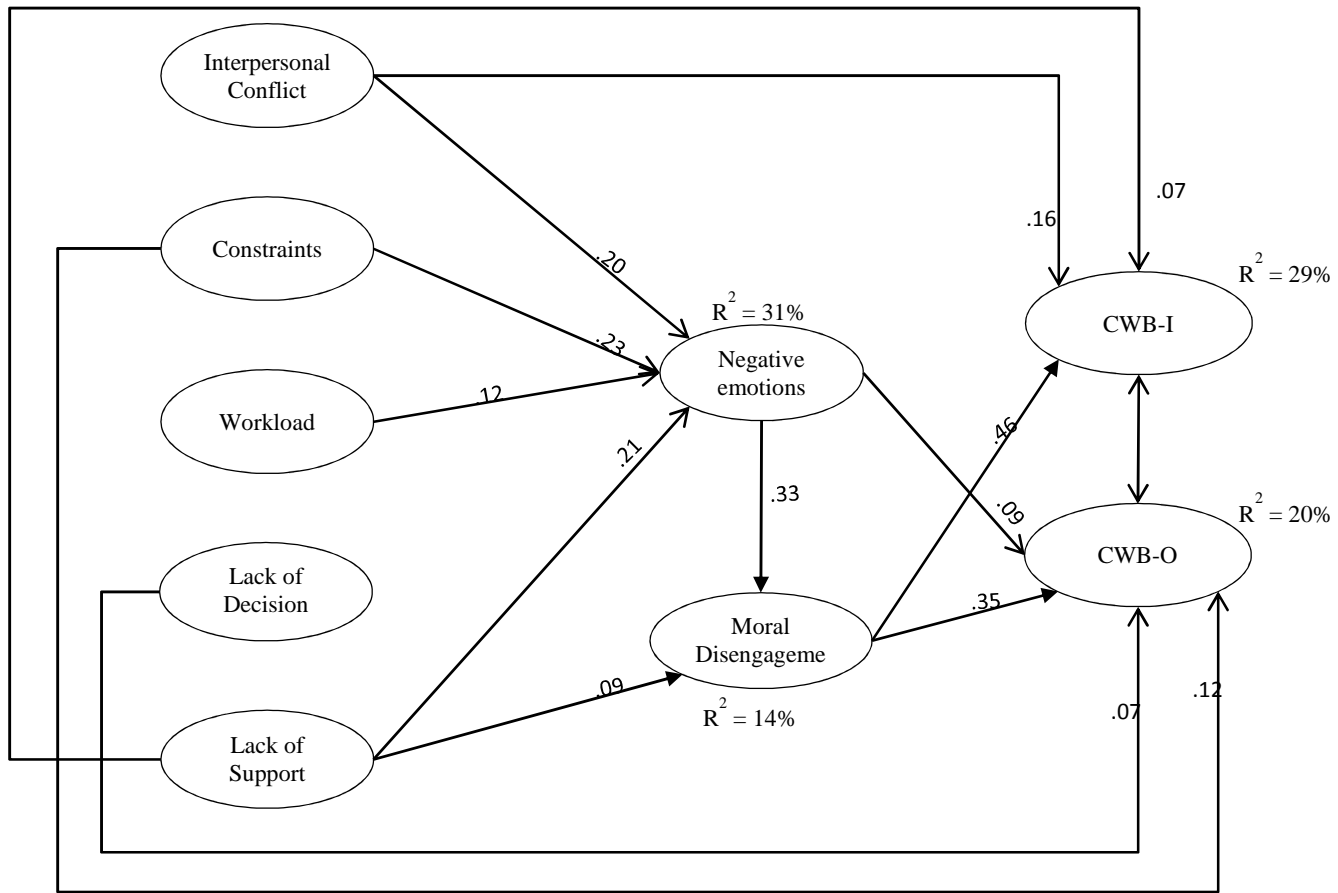 Interpersonal
Conflict
Constraints
Workload
Lack of
Decision
Lack of
Support
.20
.23
.12
.21
.09
R² = 31%
Negative
emotions
.33
Moral
Disengageme
R² = 14%
.16
.07
.46
.09
.35
R² = 29%
CWB-I
R² = 20%
CWB-O
.07
.12